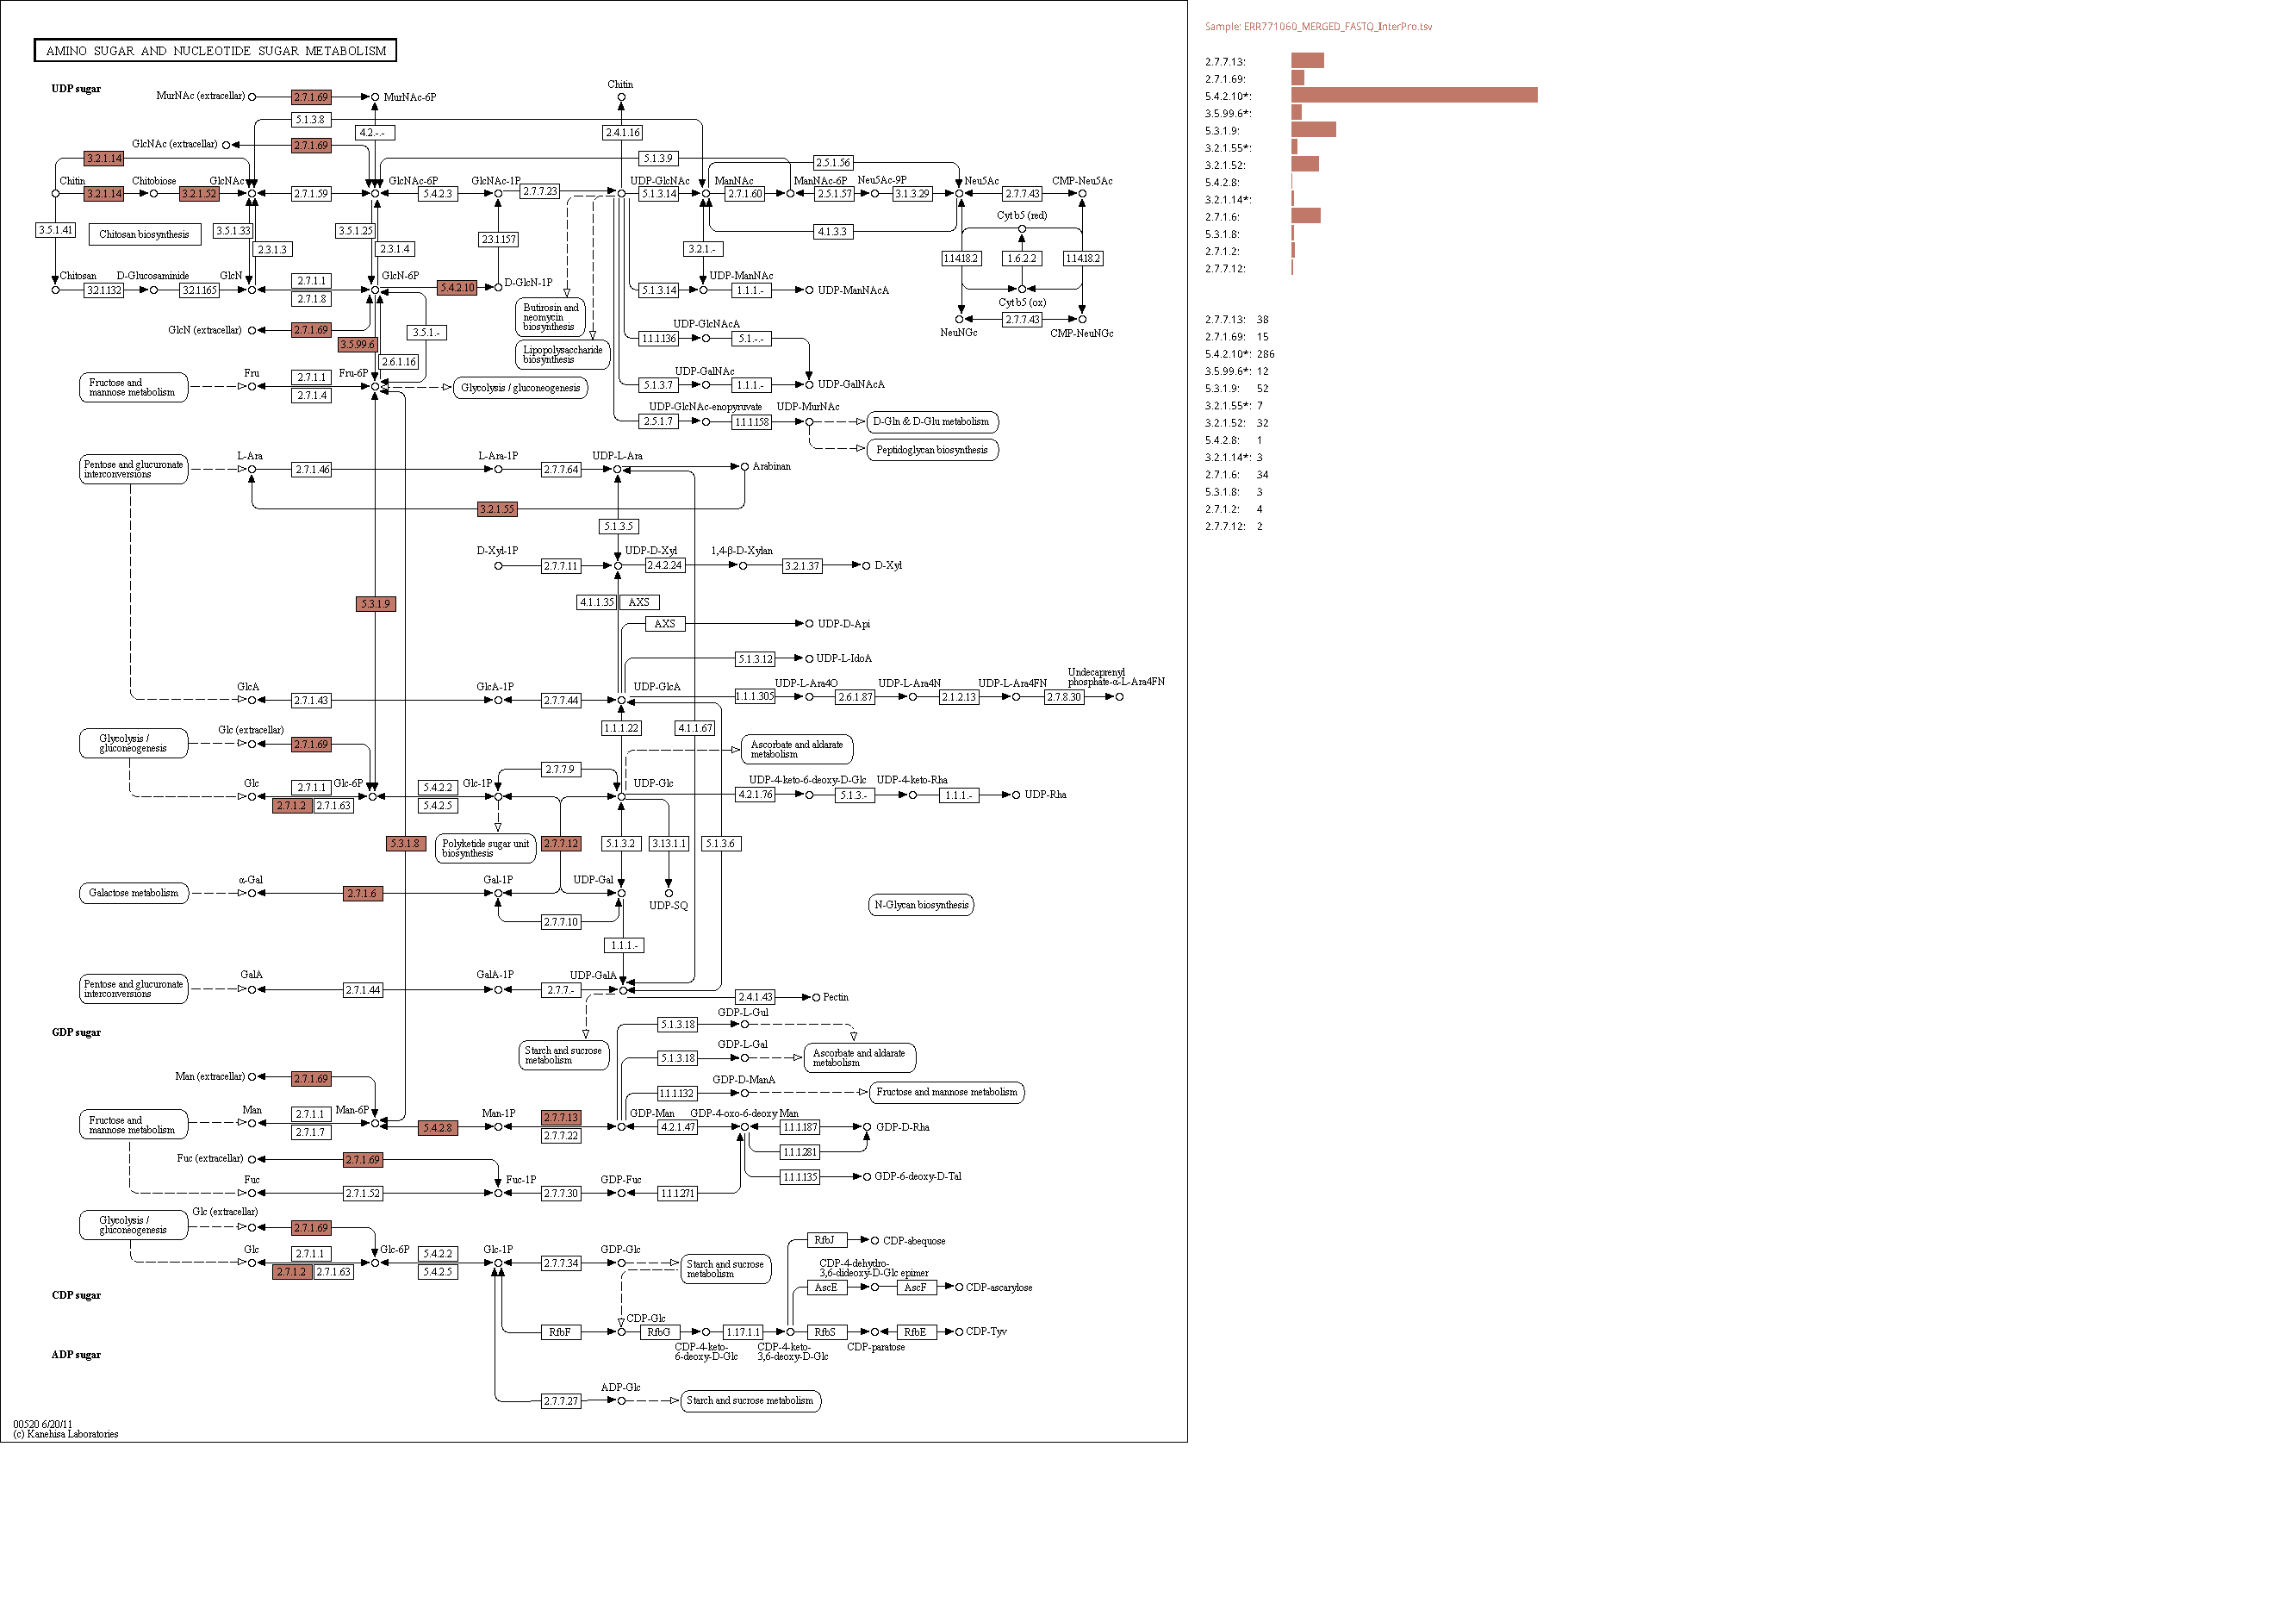 AMINO SUGAR AND NUCLEOTIDE SUGAR METABOLISM
UDP sugar
MurNAc (extracellar)
2.7.1.69
MurNAc-6P
Chitin
5.1.3.8
4.2.-.-
2.4.1.16
GlcNAc (extracellar)
2.7.1.69
3.2.1.14
5.1.3.9
2.5.1.56
Chitin
Chitobiose
GlcNAc
GlcNAc-6P
GlcNAc-1P
UDP-GlcNAc
ManNAc
ManNAc-6P
Neu5Ac-9P
Neu5Ac
CMP-Neu5Ac
3.2.1.14
3.2.1.52
2.7.1.59
5.4.2.3
2.7.7.23
5.1.3.14
2.7.1.60
2.5.1.57
3.1.3.29
2.7.7.43
Cyt b5 (red)
3.5.1.41
Chitosan biosynthesis
3.5.1.33
2.3.1.3
3.5.1.25
2.3.1.4
2.3.1.157
3.2.1.-
4.1.3.3
1.14.18.2
1.6.2.2
1.14.18.2
Chitosan
D-Glucosaminide
GlcN
GlcN-6P
D-GlcN-1P
UDP-ManNAc
3.2.1.132
3.2.1.165
2.7.1.1
2.7.1.8
5.4.2.10
5.1.3.14
1.1.1.-
UDP-ManNAcA
Cyt b5 (ox)
Butirosin and
neomycin
biosynthesis
GlcN (extracellar)
2.7.1.69
3.5.1.-
UDP-GlcNAcA
2.7.7.43
NeuNGc
CMP-NeuNGc
3.5.99.6
2.6.1.16
Lipopolysaccharide
biosynthesis
1.1.1.136
5.1.-.-
Fructose and
mannose metabolism
Fru
2.7.1.1
2.7.1.4
Fru-6P
Glycolysis / gluconeogenesis
UDP-GalNAc
5.1.3.7
1.1.1.-
UDP-GalNAcA
UDP-GlcNAc-enopyruvate
UDP-MurNAc
2.5.1.7
1.1.1.158
D-Gln & D-Glu metabolism
Peptidoglycan biosynthesis
Pentose and glucuronate
interconversions
L-Ara
2.7.1.46
L-Ara-1P
2.7.7.64
UDP-L-Ara
Arabinan
3.2.1.55
5.1.3.5
D-Xyl-1P
2.7.7.11
UDP-D-Xyl
2.4.2.24
1,4-β-D-Xylan
3.2.1.37
D-Xyl
5.3.1.9
4.1.1.35
AXS
AXS
UDP-D-Api
5.1.3.12
UDP-L-IdoA
GlcA
2.7.1.43
GlcA-1P
2.7.7.44
UDP-GlcA
1.1.1.305
UDP-L-Ara4O
2.6.1.87
UDP-L-Ara4N
2.1.2.13
UDP-L-Ara4FN
2.7.8.30
Undecaprenyl
phosphate-α-L-Ara4FN
1.1.1.22
4.1.1.67
Glycolysis /
gluconeogenesis
Glc (extracellar)
2.7.1.69
Ascorbate and aldarate
metabolism
2.7.7.9
Glc
2.7.1.1
2.7.1.2
2.7.1.63
Glc-6P
5.4.2.2
5.4.2.5
Glc-1P
UDP-Glc
UDP-4-keto-6-deoxy-D-Glc
UDP-4-keto-Rha
4.2.1.76
5.1.3.-
1.1.1.-
UDP-Rha
5.3.1.8
Polyketide sugar unit
biosynthesis
2.7.7.12
5.1.3.2
3.13.1.1
5.1.3.6
Galactose metabolism
α-Gal
2.7.1.6
Gal-1P
UDP-Gal
UDP-SQ
N-Glycan biosynthesis
2.7.7.10
1.1.1.-
Pentose and glucuronate
interconversions
GalA
2.7.1.44
GalA-1P
2.7.7.-
UDP-GalA
2.4.1.43
Pectin
GDP sugar
Starch and sucrose
metabolism
5.1.3.18
GDP-L-Gul
5.1.3.18
GDP-L-Gal
Ascorbate and aldarate
metabolism
Man (extracellar)
2.7.1.69
1.1.1.132
GDP-D-ManA
Fructose and mannose metabolism
Fructose and
mannose metabolism
Man
2.7.1.1
2.7.1.7
Man-6P
5.4.2.8
Man-1P
2.7.7.13
2.7.7.22
GDP-Man
4.2.1.47
GDP-4-oxo-6-deoxy Man
1.1.1.187
GDP-D-Rha
1.1.1.281
1.1.1.135
GDP-6-deoxy-D-Tal
Fuc (extracellar)
2.7.1.69
Fuc
2.7.1.52
Fuc-1P
2.7.7.30
GDP-Fuc
1.1.1.271
Glycolysis /
gluconeogenesis
Glc (extracellar)
2.7.1.69
Glc
2.7.1.1
2.7.1.2
2.7.1.63
Glc-6P
5.4.2.2
5.4.2.5
Glc-1P
2.7.7.34
GDP-Glc
Starch and sucrose
metabolism
RfbJ
CDP-abequose
CDP-4-dehydro-
3,6-dideoxy-D-Glc epimer
AscE
AscF
CDP-ascarylose
CDP sugar
RfbF
CDP-Glc
RfbG
1.17.1.1
RfbS
RfbE
CDP-Tyv
CDP-4-keto-
6-deoxy-D-Glc
CDP-4-keto-
3,6-deoxy-D-Glc
CDP-paratose
ADP sugar
2.7.7.27
ADP-Glc
Starch and sucrose metabolism
00520 6/20/11
(c) Kanehisa Laboratories
Sample: ERR771060_MERGED_FASTQ_InterPro.tsv
2.7.7.13:
2.7.1.69:
5.4.2.10*:
3.5.99.6*:
5.3.1.9:
3.2.1.55*:
3.2.1.52:
5.4.2.8:
3.2.1.14*:
2.7.1.6:
5.3.1.8:
2.7.1.2:
2.7.7.12:
2.7.7.13: 38
2.7.1.69: 15
5.4.2.10*: 286
3.5.99.6*: 12
5.3.1.9: 52
3.2.1.55*: 7
3.2.1.52: 32
5.4.2.8: 1
3.2.1.14*: 3
2.7.1.6: 34
5.3.1.8: 3
2.7.1.2: 4
2.7.7.12: 2